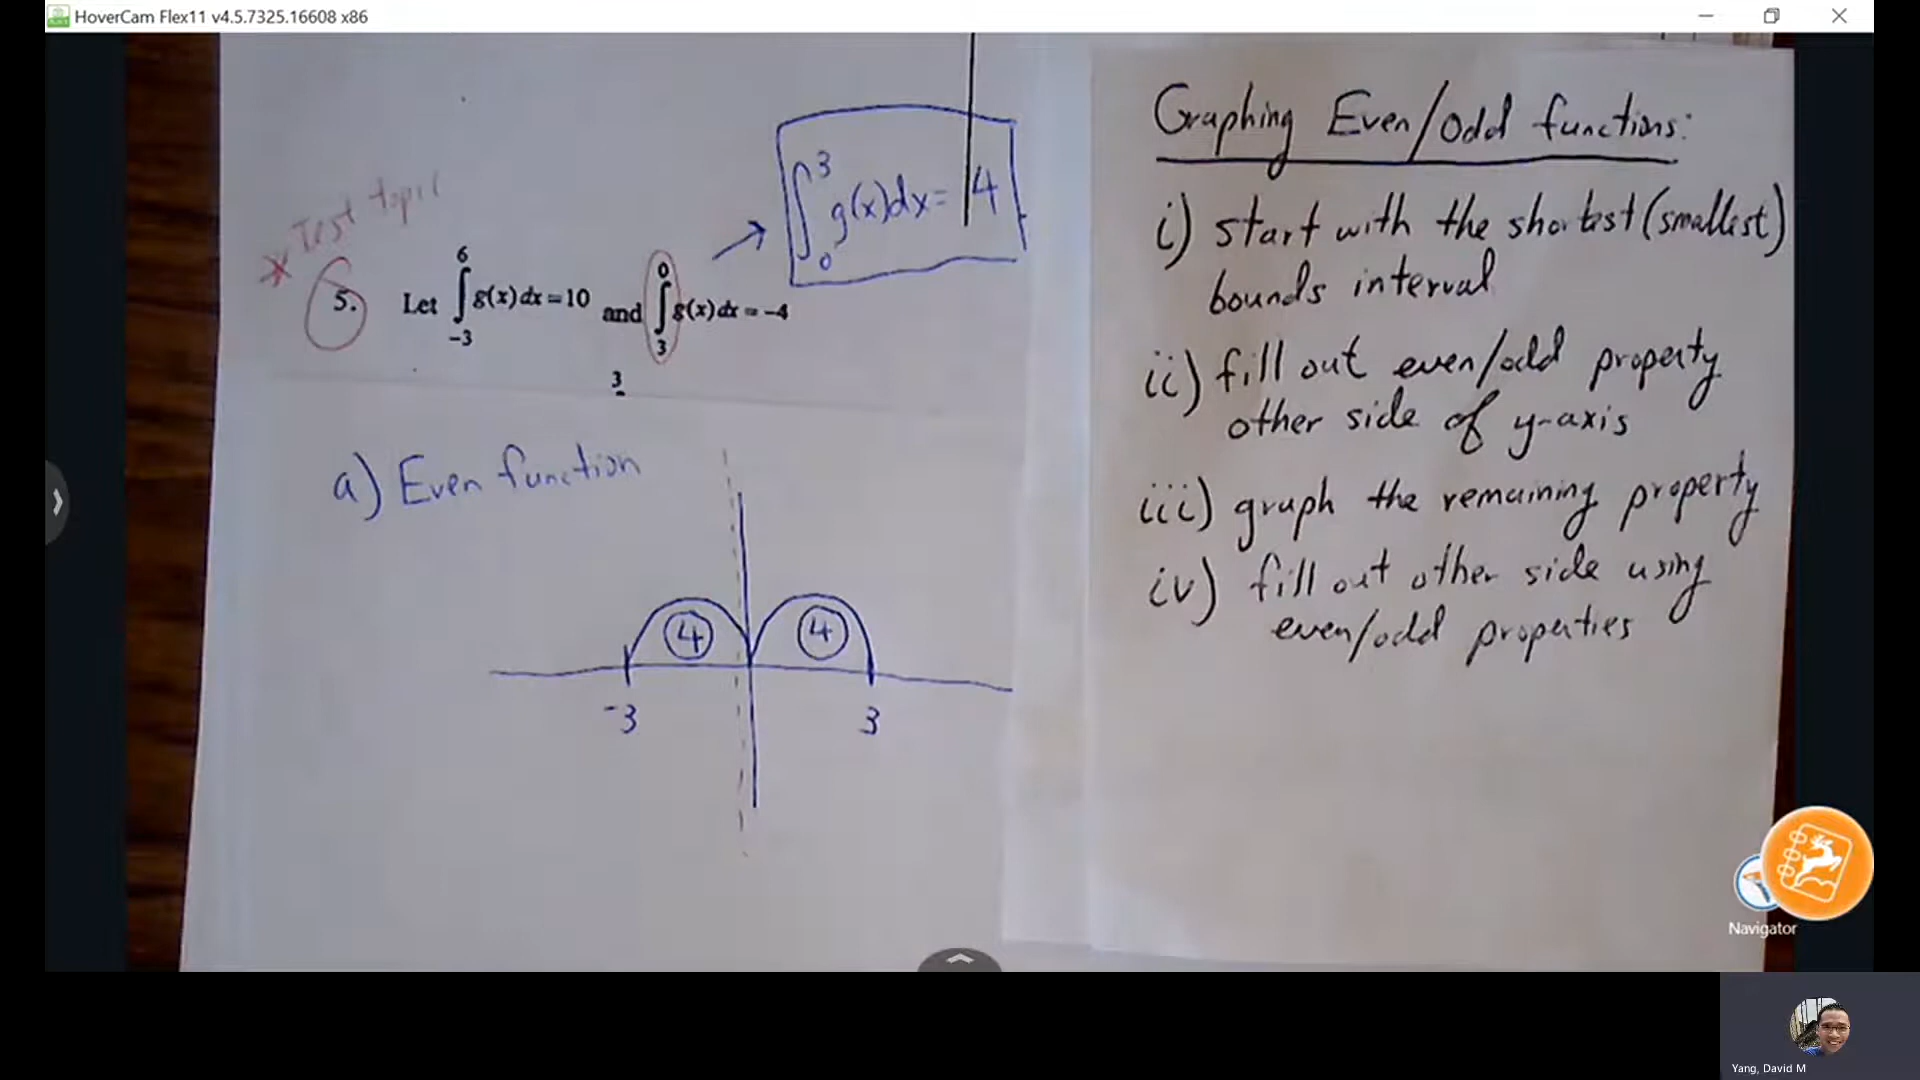 HoverCam Flex11 v4.5.7325.16608 x86
* Test topic
5. Let ∫_{-3}^{6} g(x)dx = 10 and ∫_{3}^{0} g(x)dx = -4
→ ∫_{0}^{3} g(x)dx = 4
3
a) Even function
4 4
-3 3
Graphing Even/Odd functions:
i) start with the shortest (smallest)
bounds interval
ii) fill out even/odd property
other side of y-axis
iii) graph the remaining property
iv) fill out other side using
even/odd properties
Navigator
Yang, David M